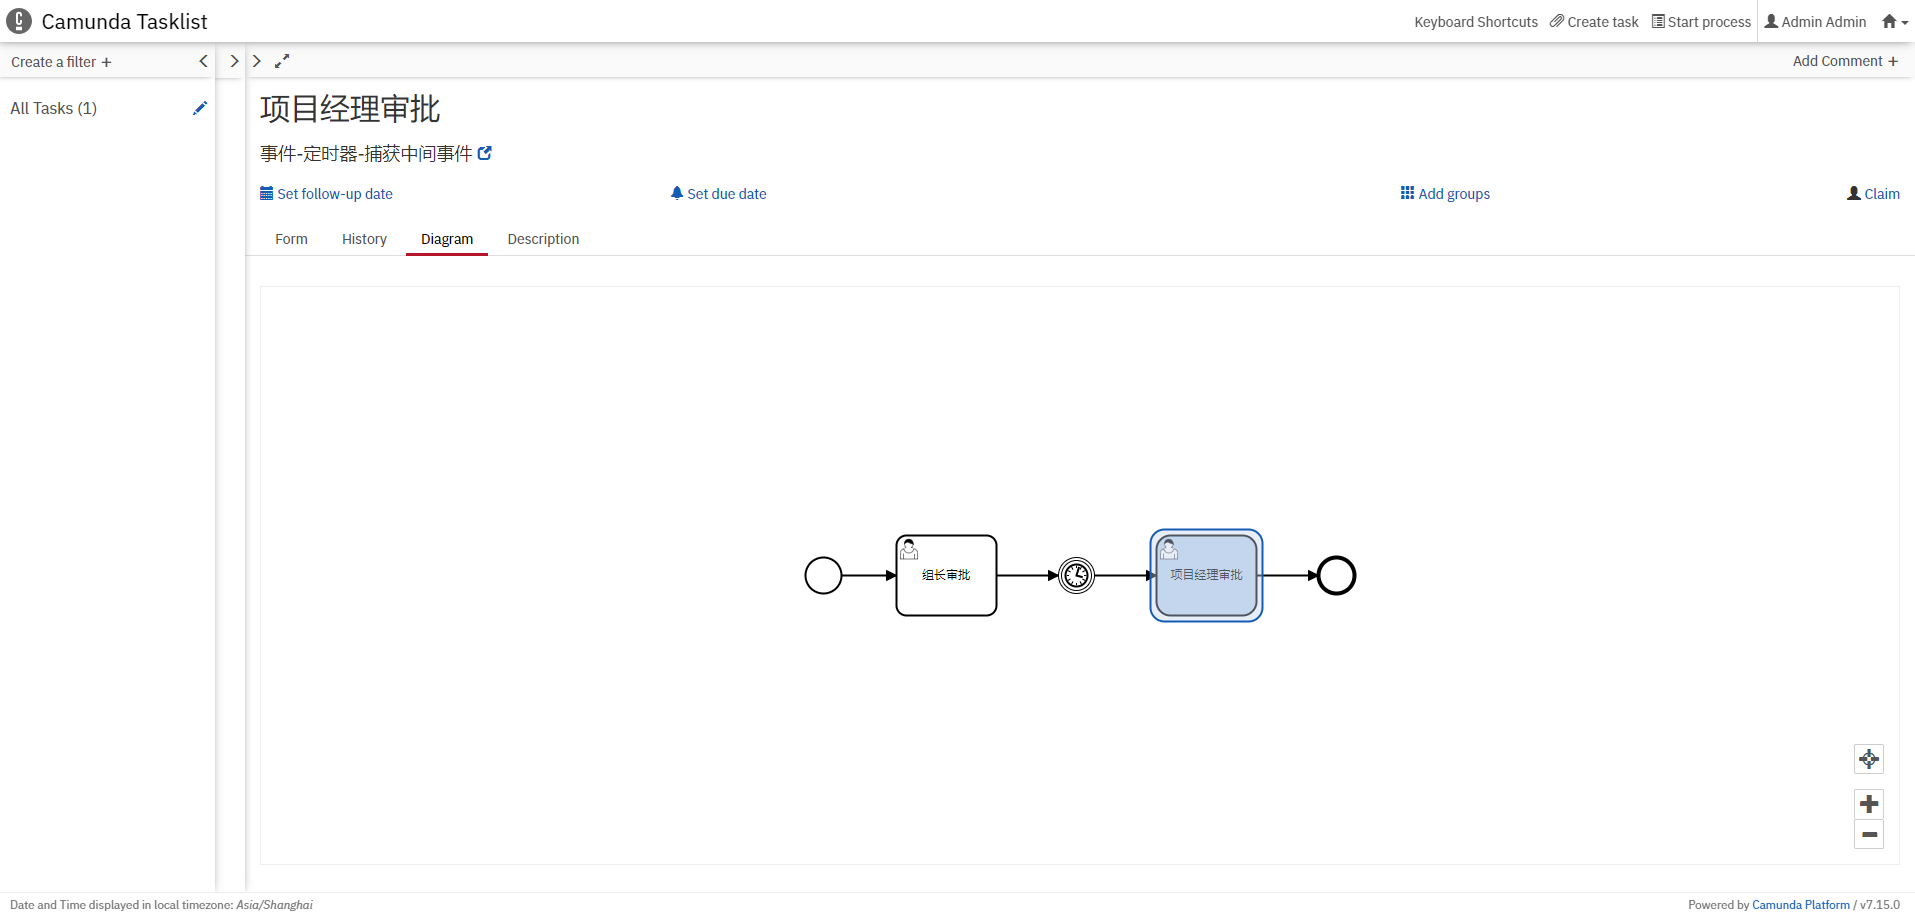 Camunda Tasklist
Keyboard Shortcuts
Create task
Start process
Admin Admin
Create a filter +
Add Comment +
All Tasks (1)
项目经理审批
事件-定时器-捕获中间事件
Set follow-up date
Set due date
Add groups
Claim
Form
History
Diagram
Description
组长审批
项目经理审批
Date and Time displayed in local timezone: Asia/Shanghai
Powered by Camunda Platform / v7.15.0